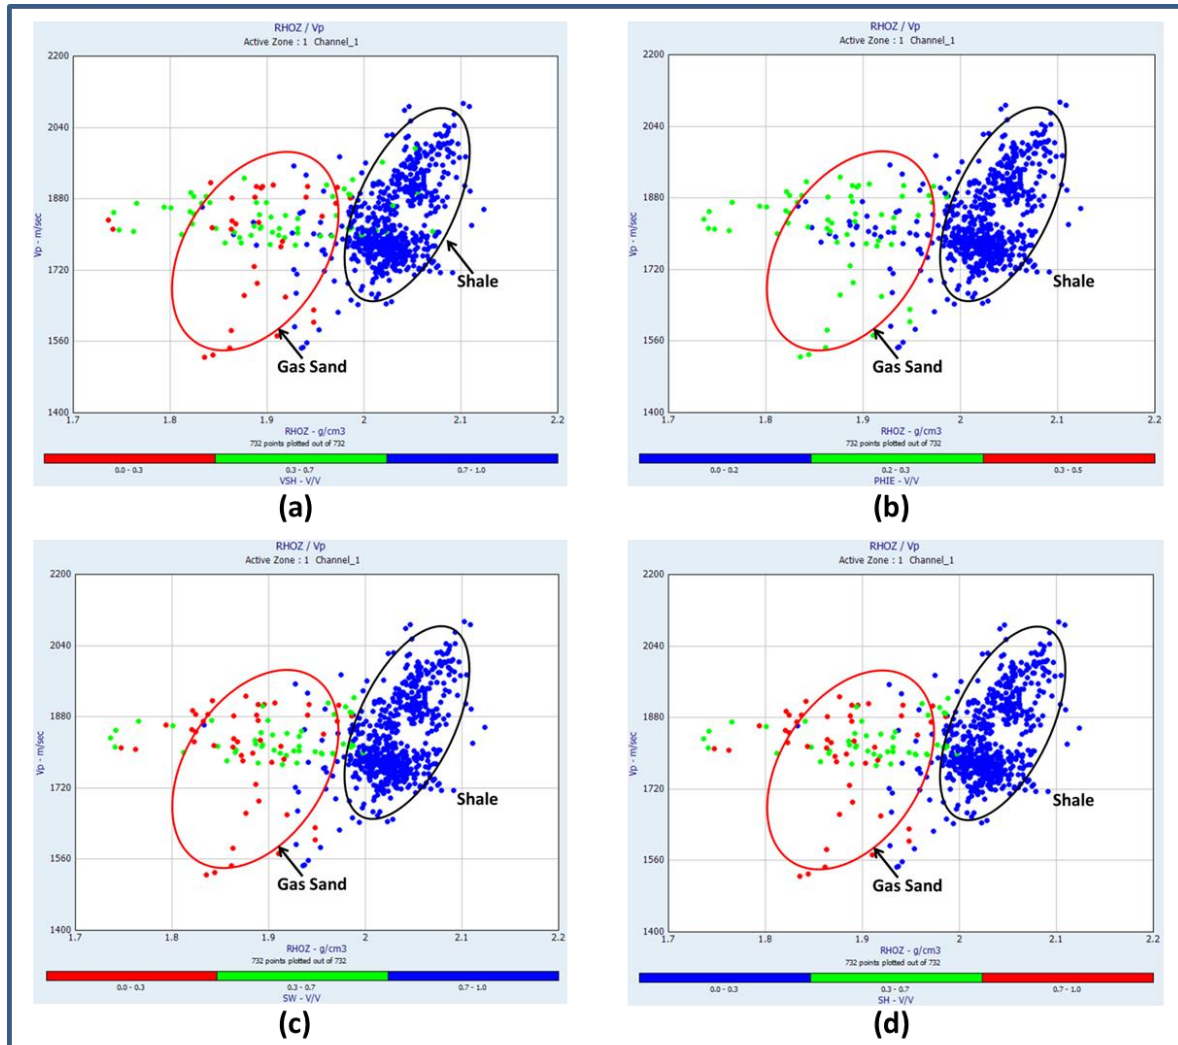 RHOZ / Vp
Active Zone : 1 Channel_1
2200
2040
1880
1720
1560
1400
Vp - m/sec
Shale
Gas Sand
1.7 1.8 1.9 2 2.1 2.2
RHOZ - g/cm3
732 points plotted out of 732
0.0 - 0.3 0.3 - 0.7 0.7 - 1.0
VSH - V/V
(a)
RHOZ / Vp
Active Zone : 1 Channel_1
2200
2040
1880
1720
1560
1400
Vp - m/sec
Shale
Gas Sand
1.7 1.8 1.9 2 2.1 2.2
RHOZ - g/cm3
732 points plotted out of 732
0.0 - 0.2 0.2 - 0.3 0.3 - 0.5
PHIE - V/V
(b)
RHOZ / Vp
Active Zone : 1 Channel_1
2200
2040
1880
1720
1560
1400
Vp - m/sec
Shale
Gas Sand
1.7 1.8 1.9 2 2.1 2.2
RHOZ - g/cm3
732 points plotted out of 732
0.0 - 0.3 0.3 - 0.7 0.7 - 1.0
SW - V/V
(c)
RHOZ / Vp
Active Zone : 1 Channel_1
2200
2040
1880
1720
1560
1400
Vp - m/sec
Shale
Gas Sand
1.7 1.8 1.9 2 2.1 2.2
RHOZ - g/cm3
732 points plotted out of 732
0.0 - 0.3 0.3 - 0.7 0.7 - 1.0
SH - V/V
(d)